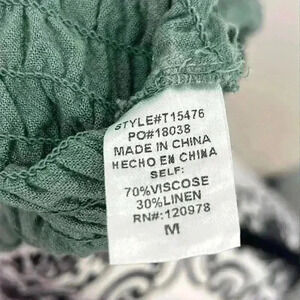 STYLE#T15476
PO#18038
MADE IN CHINA
HECHO EN CHINA
SELF:
70%VISCOSE
30%LINEN
RN#:120978
M